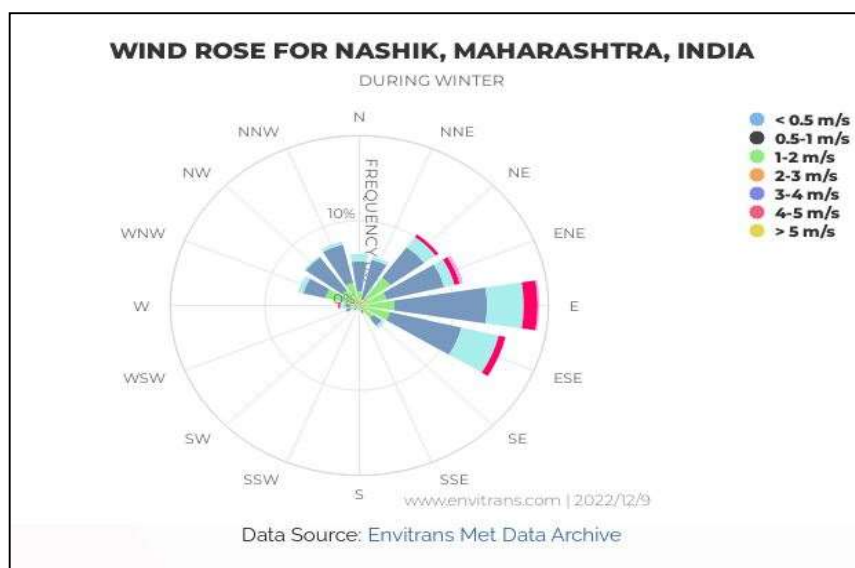 WIND ROSE FOR NASHIK, MAHARASHTRA, INDIA
DURING WINTER
N
NNE
NE
ENE
E
ESE
SE
SSE
S
SSW
SW
WSW
W
WNW
NW
NNW
FREQUENCY
10%
0%
< 0.5 m/s
0.5-1 m/s
1-2 m/s
2-3 m/s
3-4 m/s
4-5 m/s
> 5 m/s
www.envitrans.com | 2022/12/9
Data Source: Envitrans Met Data Archive